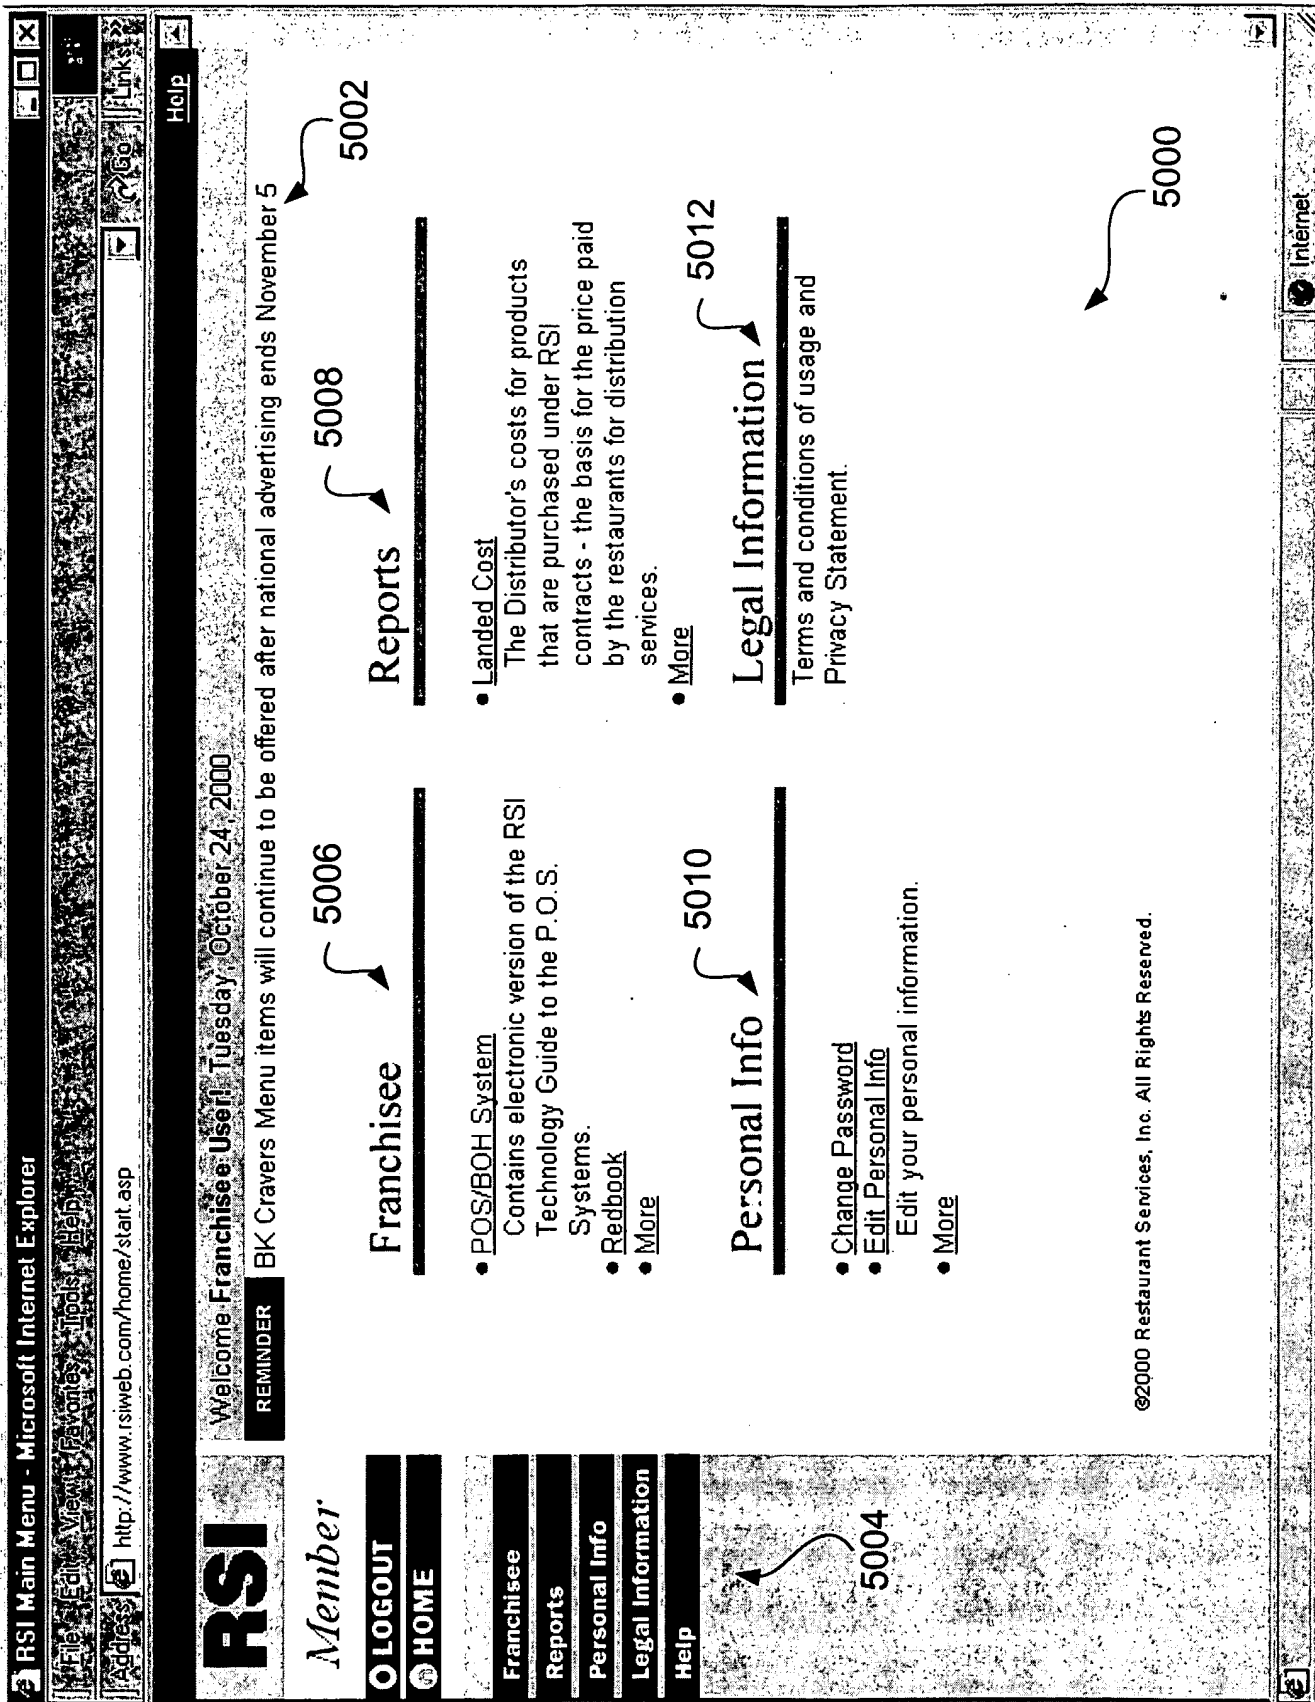 RSI Main Menu - Microsoft Internet Explorer
File Edit View Favorites Tools Help
Address http://www.rsiweb.com/home/start.asp Go Links »
Help
RSI
Welcome Franchisee User! Tuesday, October 24, 2000
REMINDER BK Cravers Menu items will continue to be offered after national advertising ends November 5
5002
Member
LOGOUT
HOME
Franchisee
Reports
Personal Info
Legal Information
Help
5004
5006
Franchisee
• POS/BOH System
Contains electronic version of the RSI
Technology Guide to the P.O.S.
Systems.
• Redbook
• More
5008
Reports
• Landed Cost
The Distributor's costs for products
that are purchased under RSI
contracts - the basis for the price paid
by the restaurants for distribution
services.
• More
5010
Personal Info
• Change Password
• Edit Personal Info
Edit your personal information.
• More
5012
Legal Information
Terms and conditions of usage and
Privacy Statement.
5000
©2000 Restaurant Services, Inc. All Rights Reserved.
Internet